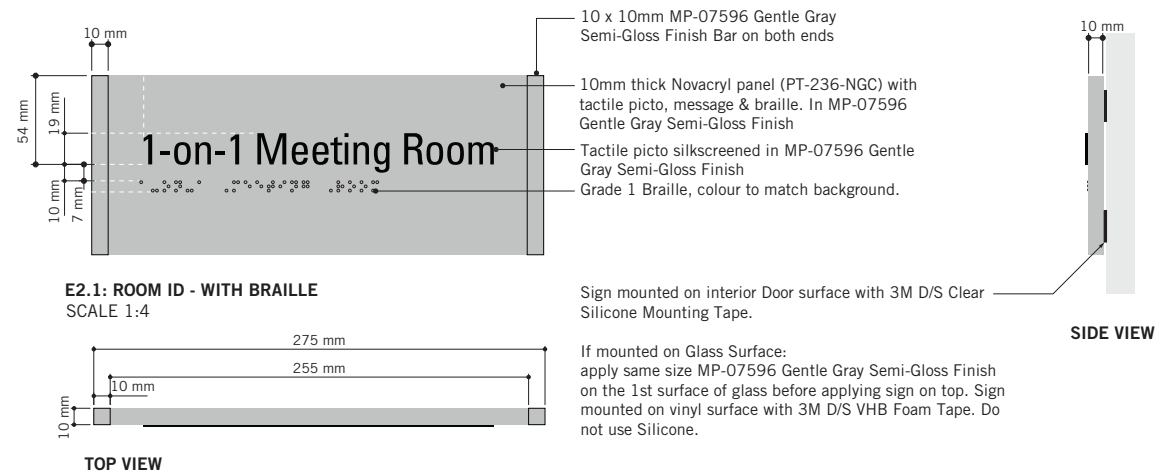 10 mm
54 mm
19 mm
10 mm
7 mm
1-on-1 Meeting Room
10 x 10mm MP-07596 Gentle Gray
Semi-Gloss Finish Bar on both ends
10mm thick Novacryl panel (PT-236-NGC) with
tactile picto, message & braille. In MP-07596
Gentle Gray Semi-Gloss Finish
Tactile picto silkscreened in MP-07596 Gentle
Gray Semi-Gloss Finish
Grade 1 Braille, colour to match background.
10 mm
E2.1: ROOM ID - WITH BRAILLE
SCALE 1:4
Sign mounted on interior Door surface with 3M D/S Clear
Silicone Mounting Tape.
SIDE VIEW
If mounted on Glass Surface:
apply same size MP-07596 Gentle Gray Semi-Gloss Finish
on the 1st surface of glass before applying sign on top. Sign
mounted on vinyl surface with 3M D/S VHB Foam Tape. Do
not use Silicone.
275 mm
255 mm
10 mm
10 mm
TOP VIEW